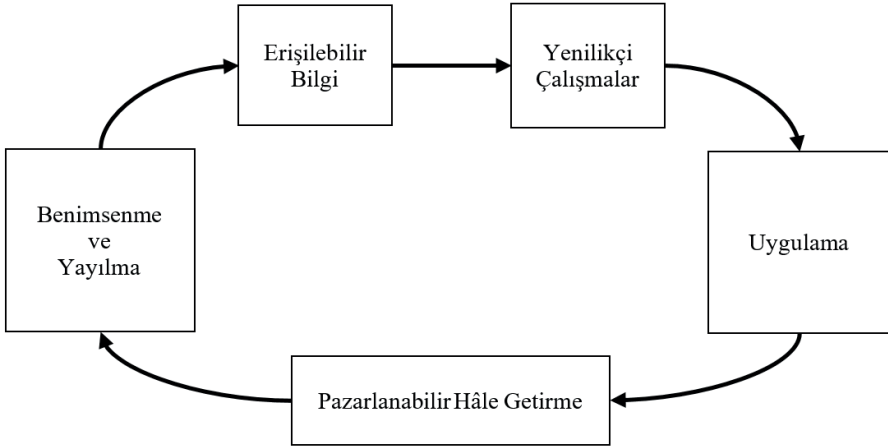 Erişilebilir
Bilgi
Yenilikçi
Çalışmalar
Uygulama
Pazarlanabilir Hâle Getirme
Benimsenme
ve
Yayılma